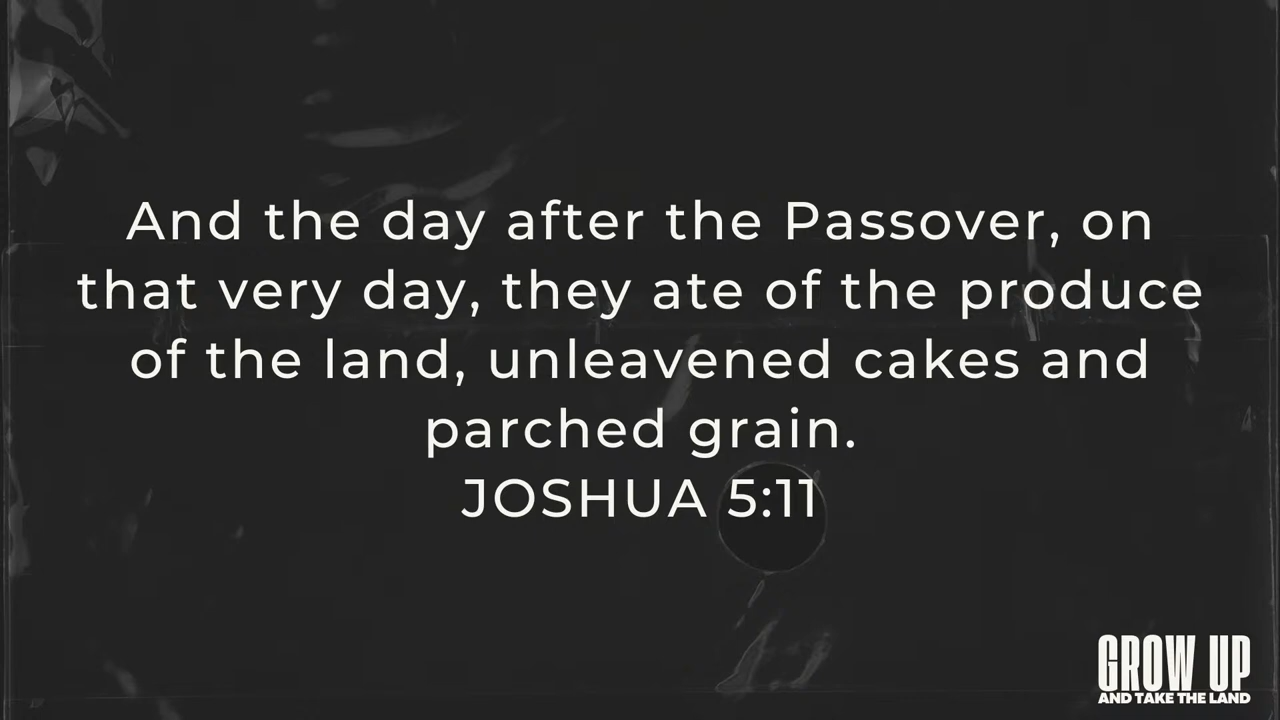 And the day after the Passover, on
that very day, they ate of the produce
of the land, unleavened cakes and
parched grain.
JOSHUA 5:11
GROW UP
AND TAKE THE LAND